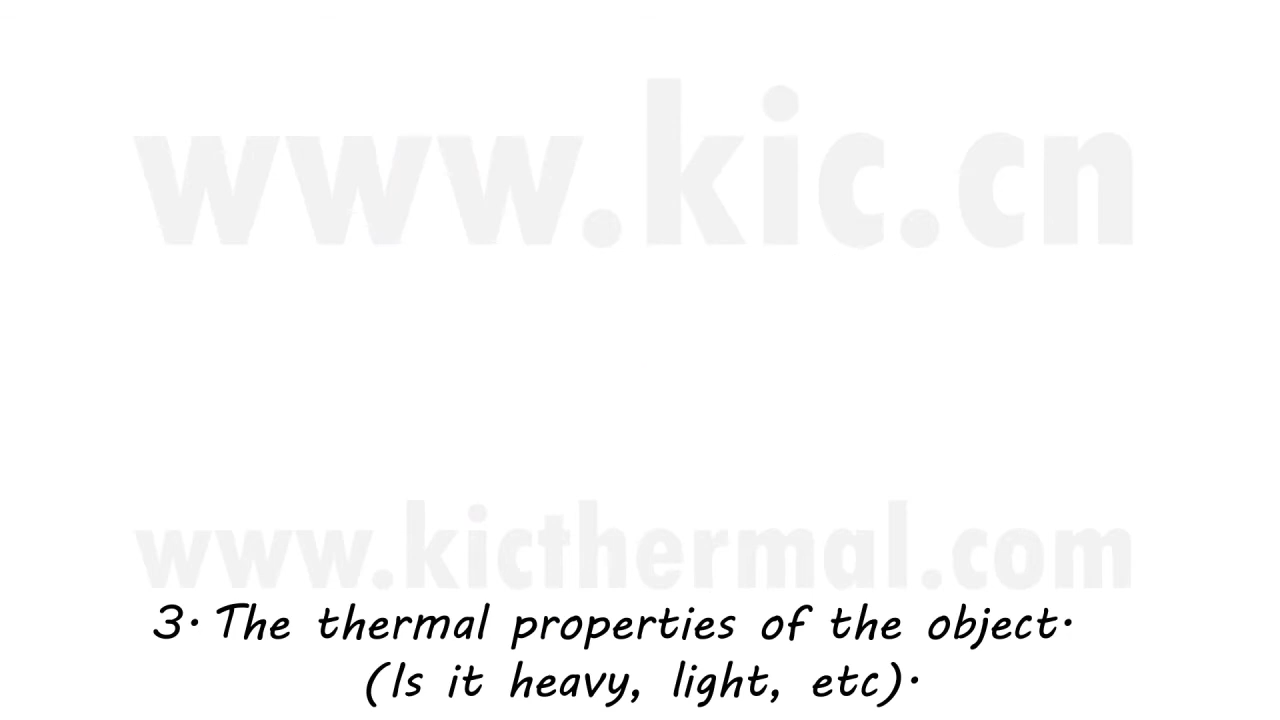 www.kic.cn
www.kicthermal.com
3. The thermal properties of the object.
(Is it heavy, light, etc).